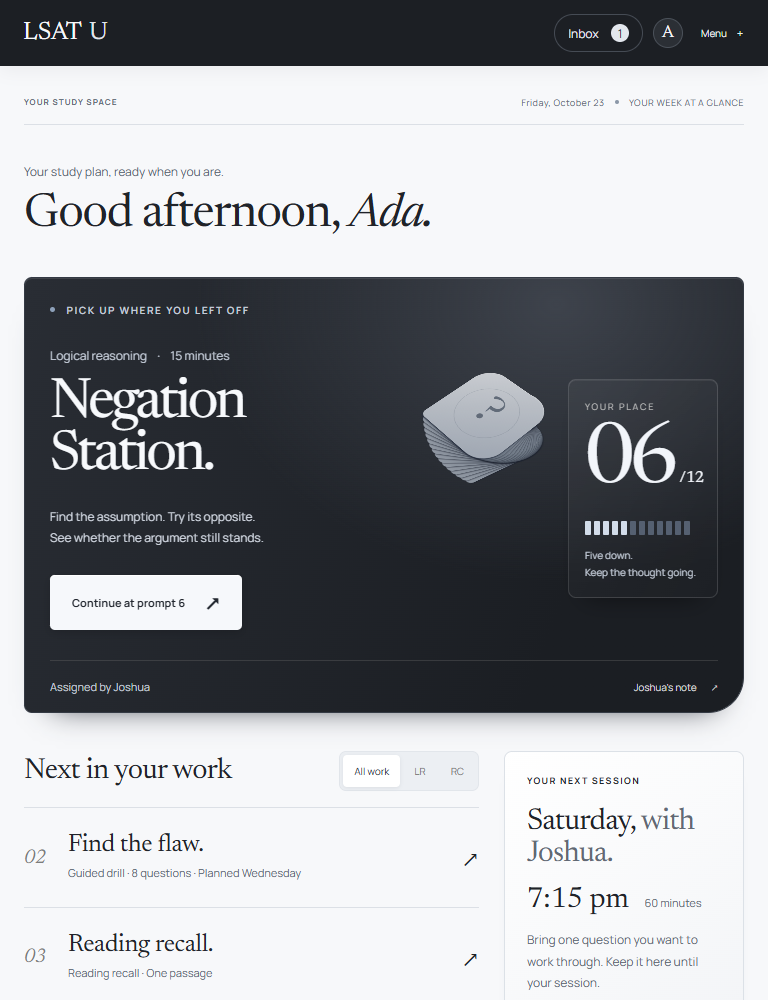 LSAT U
Inbox 1
A
Menu +
YOUR STUDY SPACE
Friday, October 23 • YOUR WEEK AT A GLANCE
Your study plan, ready when you are.
Good afternoon, Ada.
PICK UP WHERE YOU LEFT OFF
Logical reasoning · 15 minutes
Negation
Station.
Find the assumption. Try its opposite.
See whether the argument still stands.
Continue at prompt 6 ↗
?
YOUR PLACE
06 /12
Five down.
Keep the thought going.
Assigned by Joshua
Joshua's note ↗
Next in your work
All work LR RC
02 Find the flaw. ↗
Guided drill · 8 questions · Planned Wednesday
03 Reading recall. ↗
Reading recall · One passage
YOUR NEXT SESSION
Saturday, with
Joshua.
7:15 pm 60 minutes
Bring one question you want to
work through. Keep it here until
your session.